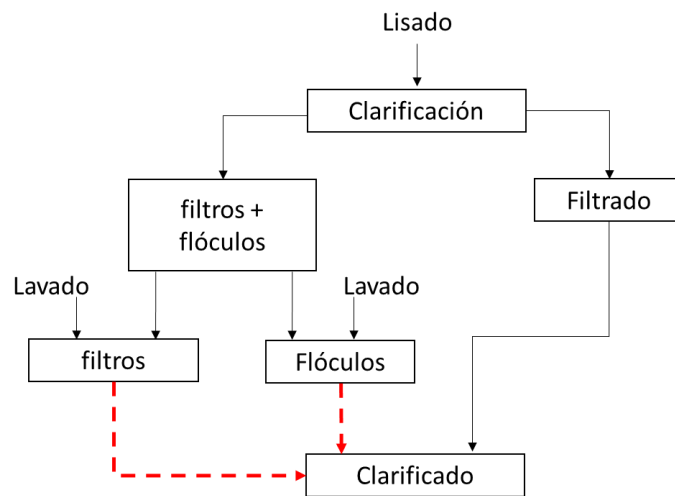 Lisado
Clarificación
filtros +
flóculos
Filtrado
Lavado
Lavado
filtros
Flóculos
Clarificado